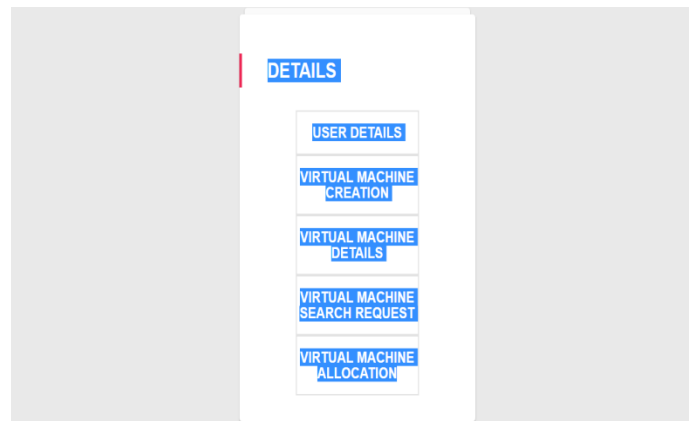 DETAILS
USER DETAILS
VIRTUAL MACHINE
CREATION
VIRTUAL MACHINE
DETAILS
VIRTUAL MACHINE
SEARCH REQUEST
VIRTUAL MACHINE
ALLOCATION